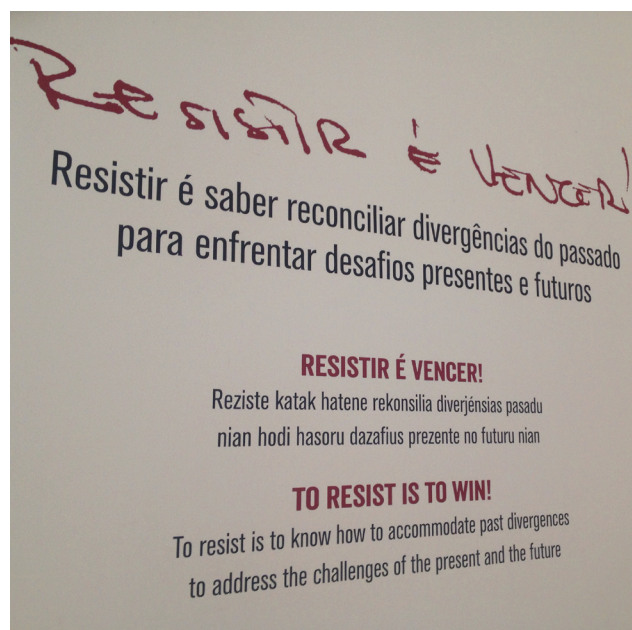 RESISTIR É VENCER!
Resistir é saber reconciliar divergências do passado
para enfrentar desafios presentes e futuros
RESISTIR É VENCER!
Reziste katak hatene rekonsilia diverjénsias pasadu
nian hodi hasoru dazafius prezente no futuru nian
TO RESIST IS TO WIN!
To resist is to know how to accommodate past divergences
to address the challenges of the present and the future